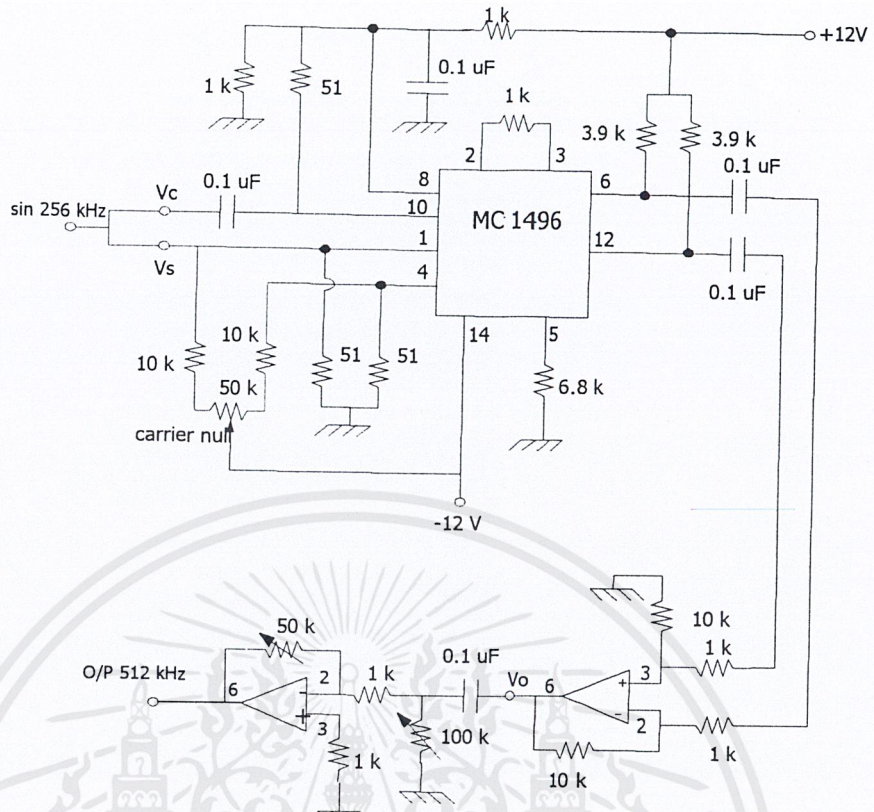 1 k
+12V
0.1 uF
1 k
51
1 k
3.9 k
3.9 k
2
3
0.1 uF
8
6
Vc
0.1 uF
10
MC 1496
sin 256 kHz
1
12
Vs
4
0.1 uF
14
5
10 k
10 k
51
51
50 k
6.8 k
carrier null
-12 V
10 k
50 k
1 k
O/P 512 kHz
0.1 uF
1 k
Vo
6
3
+
6
2
-
-
+
3
2
1 k
100 k
1 k
10 k